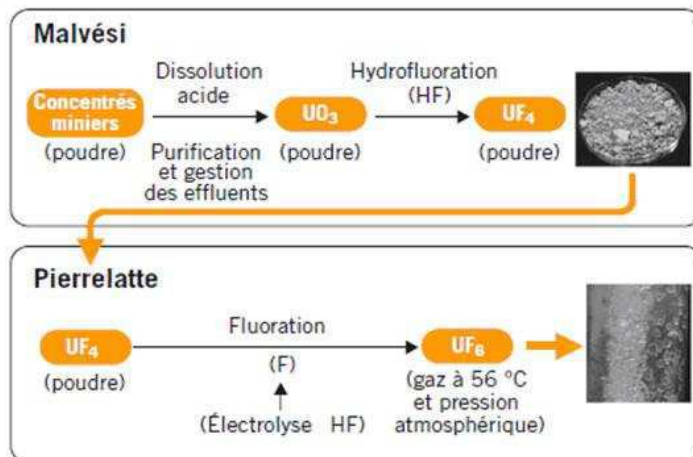 Malvési
Dissolution
acide
Hydrofluoration
(HF)
Concentrés
miniers
(poudre)
UO₃
(poudre)
UF₄
(poudre)
Purification
et gestion
des effluents
Pierrelatte
UF₄
(poudre)
Fluoration
(F)
(Électrolyse HF)
UF₆
(gaz à 56 °C
et pression
atmosphérique)